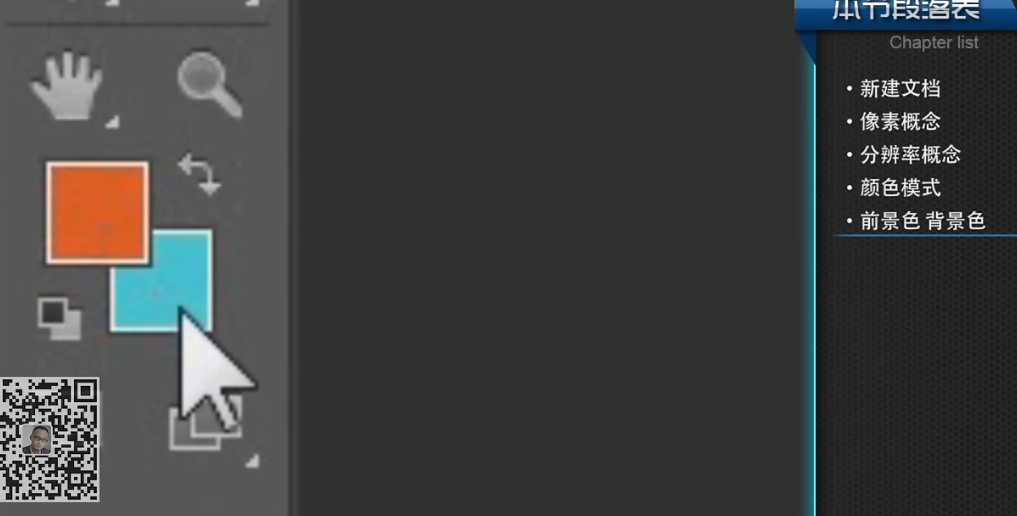 本节段落表
Chapter list
• 新建文档
• 像素概念
• 分辨率概念
• 颜色模式
• 前景色 背景色